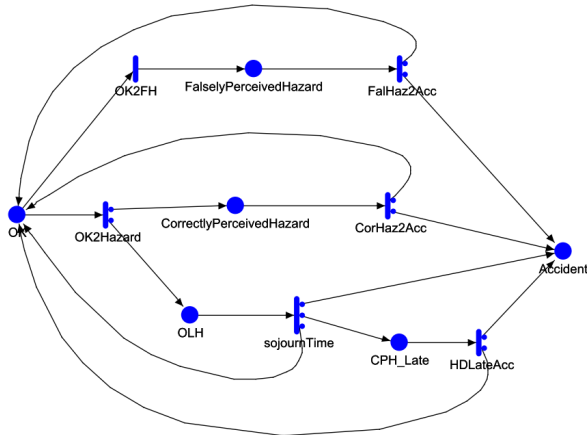 OK2FH
FalselyPerceivedHazard
FalHaz2Acc
OK
OK2Hazard
CorrectlyPerceivedHazard
CorHaz2Acc
Accident
OLH
sojournTime
CPH_Late
HDLateAcc